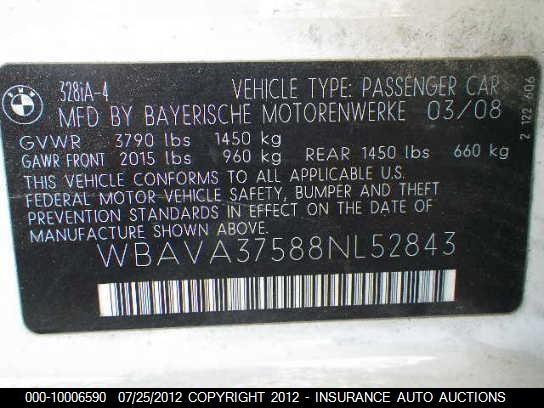 BMW
328iA-4 VEHICLE TYPE: PASSENGER CAR
MFD BY BAYERISCHE MOTORENWERKE 03/08
GVWR 3790 lbs 1450 kg
GAWR FRONT 2015 lbs 960 kg REAR 1450 lbs 660 kg
THIS VEHICLE CONFORMS TO ALL APPLICABLE U.S.
FEDERAL MOTOR VEHICLE SAFETY, BUMPER AND THEFT
PREVENTION STANDARDS IN EFFECT ON THE DATE OF
MANUFACTURE SHOWN ABOVE.
WBAVA37588NL52843
2 122 406
000-10006590 07/25/2012 COPYRIGHT 2012 - INSURANCE AUTO AUCTIONS